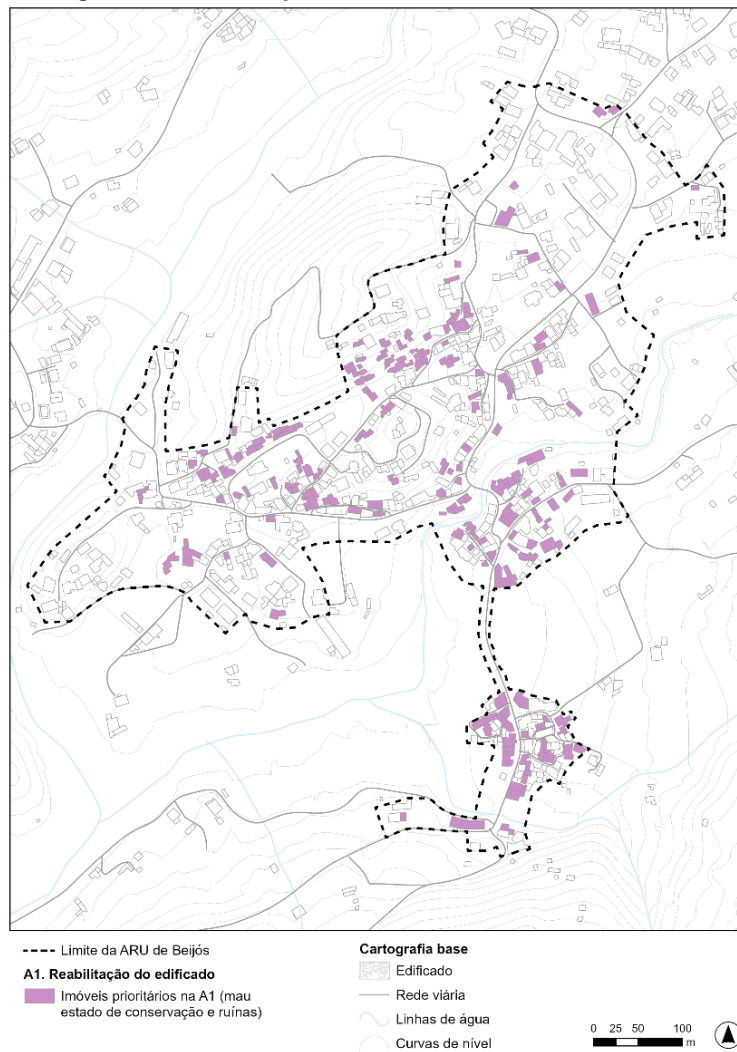 Limite da ARU de Beijós
A1. Reabilitação do edificado
Imóveis prioritários na A1 (mau
estado de conservação e ruínas)
Cartografia base
Edificado
Rede viária
Linhas de água
Curvas de nível
0 25 50 100
m